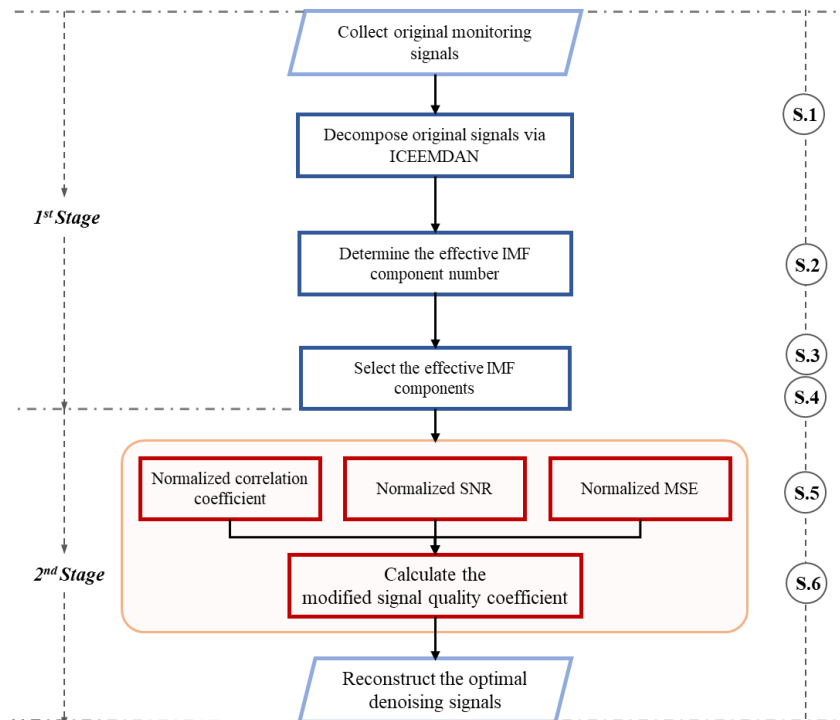 Collect original monitoring
signals
S.1
Decompose original signals via
ICEEMDAN
1st Stage
Determine the effective IMF
component number
S.2
Select the effective IMF
components
S.3
S.4
Normalized correlation
coefficient
Normalized SNR
Normalized MSE
S.5
2nd Stage
Calculate the
modified signal quality coefficient
S.6
Reconstruct the optimal
denoising signals